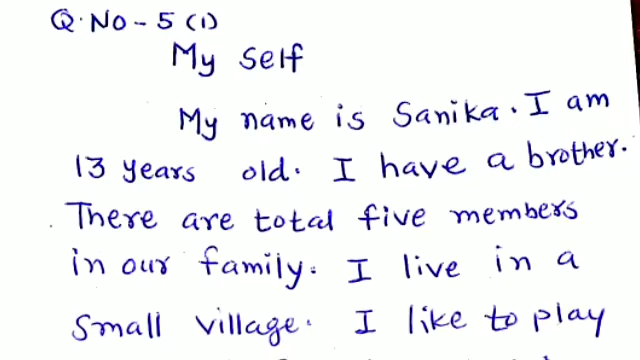 Q. No - 5 (1)
My self
My name is Sanika. I am
13 years old. I have a brother.
There are total five members
in our family. I live in a
small village. I like to play